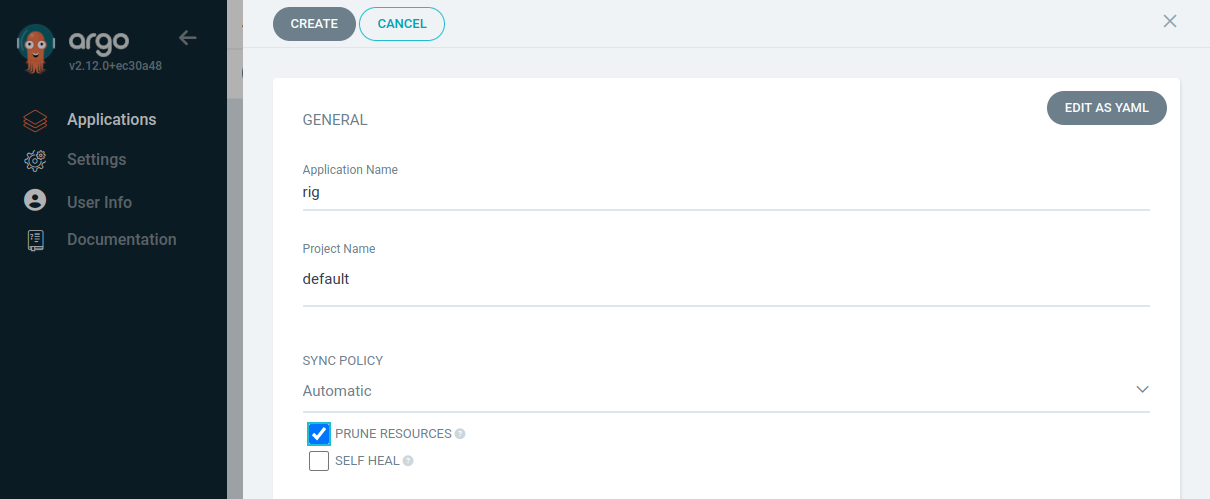 argo
v2.12.0+ec30a48
Applications
Settings
User Info
Documentation
CREATE
CANCEL
EDIT AS YAML
GENERAL
Application Name
rig
Project Name
default
SYNC POLICY
Automatic
PRUNE RESOURCES ?
SELF HEAL ?